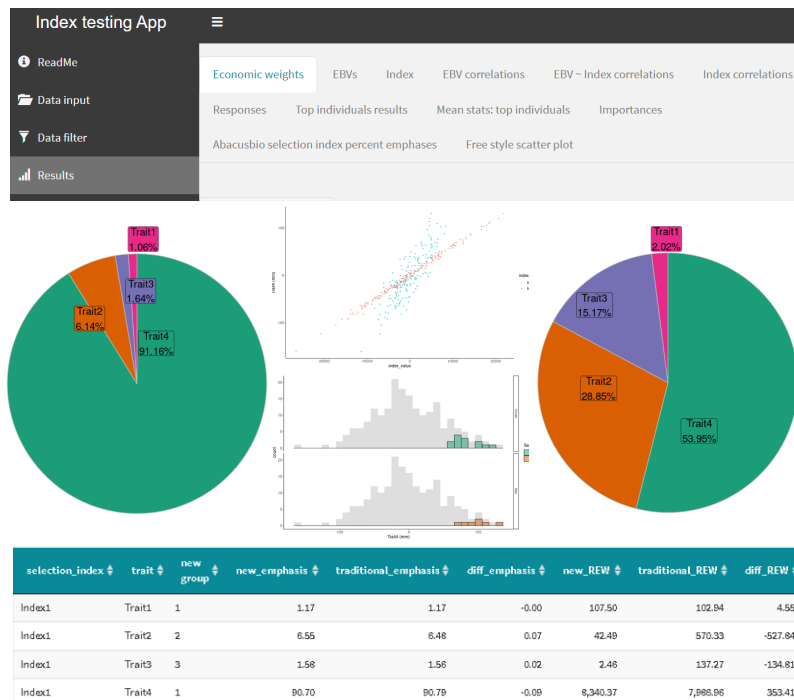 Index testing App
ReadMe
Data input
Data filter
Results
Economic weights EBVs Index EBV correlations EBV ~ Index correlations Index correlations
Responses Top individuals results Mean stats: top individuals Importances
Abacusbio selection index percent emphases Free style scatter plot
Trait1
1.06%
Trait3
1.64%
Trait2
6.14%
Trait4
91.16%
index_value
count
Trait4 (mm)
Trait1
2.02%
Trait3
15.17%
Trait2
28.85%
Trait4
53.95%
selection_index trait new group new_emphasis traditional_emphasis diff_emphasis new_REW traditional_REW diff_REW
Index1 Trait1 1 1.17 1.17 -0.00 107.50 102.94 4.55
Index1 Trait2 2 6.55 6.48 0.07 42.49 570.33 -527.84
Index1 Trait3 3 1.58 1.56 0.02 2.46 137.27 -134.81
Index1 Trait4 1 90.70 90.79 -0.09 8,340.37 7,986.96 353.41